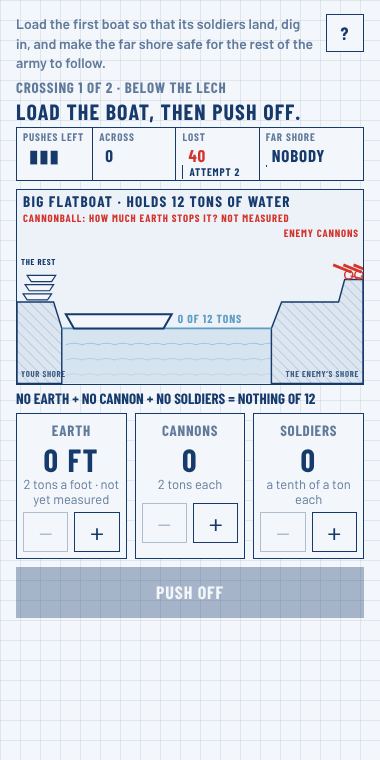 Load the first boat so that its soldiers land, dig
in, and make the far shore safe for the rest of the
army to follow.
?
CROSSING 1 OF 2 · BELOW THE LECH
LOAD THE BOAT, THEN PUSH OFF.
PUSHES LEFT
ACROSS
0
LOST
40
ATTEMPT 2
FAR SHORE
NOBODY
BIG FLATBOAT · HOLDS 12 TONS OF WATER
CANNONBALL: HOW MUCH EARTH STOPS IT? NOT MEASURED
ENEMY CANNONS
THE REST
0 OF 12 TONS
YOUR SHORE
THE ENEMY'S SHORE
NO EARTH + NO CANNON + NO SOLDIERS = NOTHING OF 12
EARTH
0 FT
2 tons a foot · not
yet measured
− +
CANNONS
0
2 tons each
− +
SOLDIERS
0
a tenth of a ton
each
− +
PUSH OFF